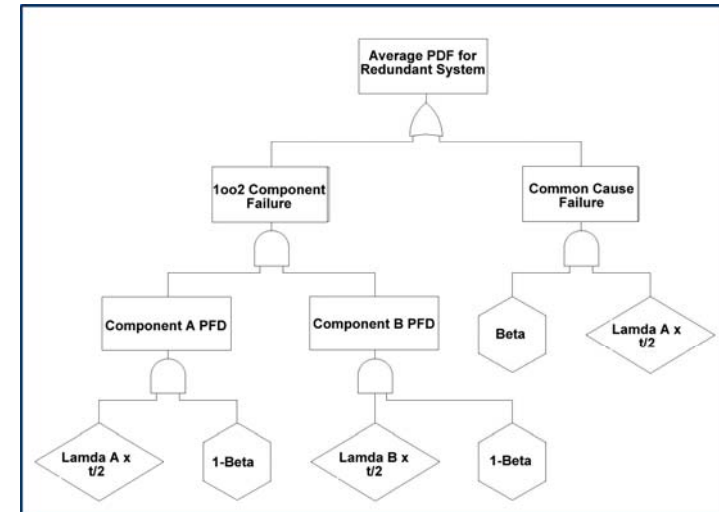 Average PDF for
Redundant System
1oo2 Component
Failure
Common Cause
Failure
Component A PFD
Component B PFD
Beta
Lamda A x
t/2
Lamda A x
t/2
1-Beta
Lamda B x
t/2
1-Beta